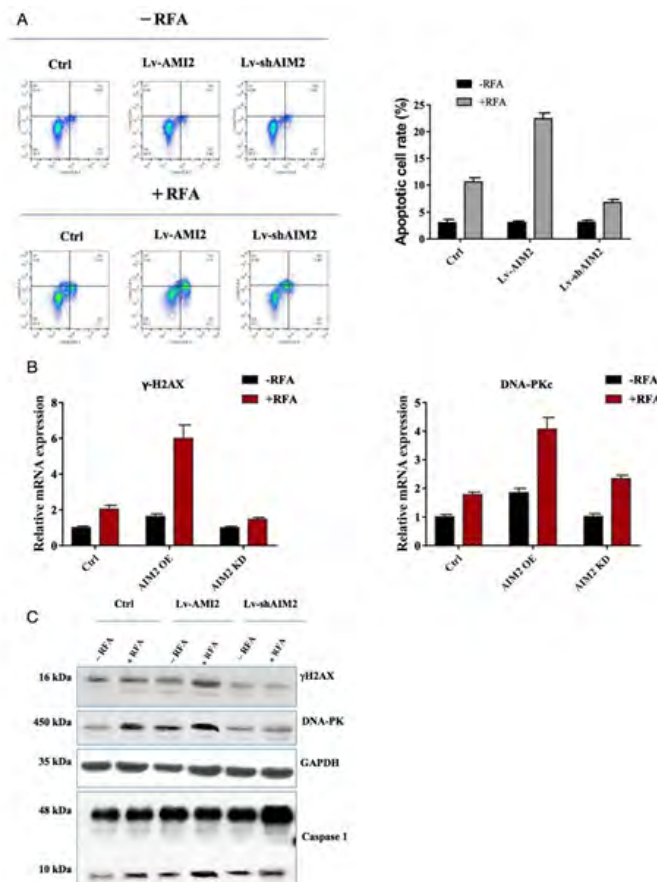 A
− RFA
Ctrl Lv-AMI2 Lv-shAIM2
+ RFA
Ctrl Lv-AMI2 Lv-shAIM2
-RFA
+RFA
Apoptotic cell rate (%)
25
20
15
10
5
0
Ctrl
Lv-AIM2
Lv-shAIM2
B
γ-H2AX
-RFA
+RFA
Relative mRNA expression
8
6
4
2
0
Ctrl
AIM2 OE
AIM2 KD
DNA-PKc
-RFA
+RFA
Relative mRNA expression
5
4
3
2
1
0
Ctrl
AIM2 OE
AIM2 KD
C
Ctrl Lv-AMI2 Lv-shAIM2
− RFA + RFA − RFA + RFA − RFA + RFA
16 kDa γH2AX
450 kDa DNA-PK
35 kDa GAPDH
48 kDa
Caspase 1
10 kDa